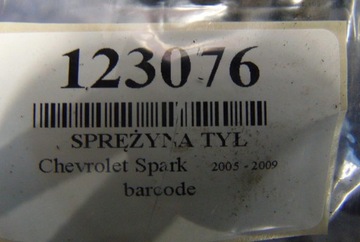 123076
SPRĘŻYNA TYŁ
Chevrolet Spark 2005 - 2009
barcode